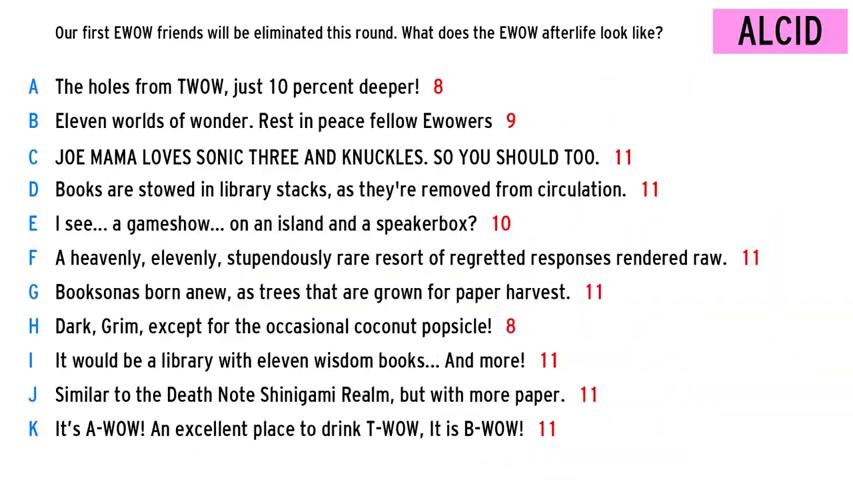 Our first EWOW friends will be eliminated this round. What does the EWOW afterlife look like?
ALCID
A The holes from TWOW, just 10 percent deeper! 8
B Eleven worlds of wonder. Rest in peace fellow Ewowers 9
C JOE MAMA LOVES SONIC THREE AND KNUCKLES. SO YOU SHOULD TOO. 11
D Books are stowed in library stacks, as they're removed from circulation. 11
E I see... a gameshow... on an island and a speakerbox? 10
F A heavenly, elevenly, stupendously rare resort of regretted responses rendered raw. 11
G Booksonas born anew, as trees that are grown for paper harvest. 11
H Dark, Grim, except for the occasional coconut popsicle! 8
I It would be a library with eleven wisdom books... And more! 11
J Similar to the Death Note Shinigami Realm, but with more paper. 11
K It's A-WOW! An excellent place to drink T-WOW, It is B-WOW! 11